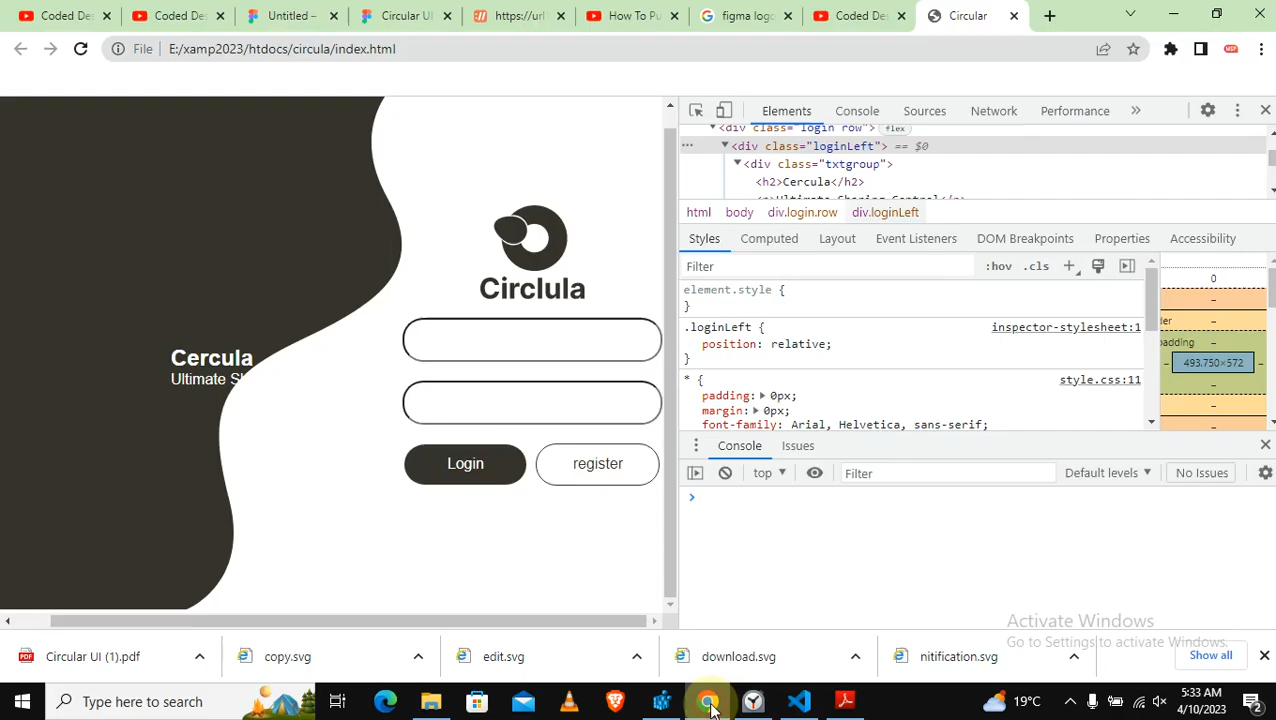 Coded De
Coded De
Untitled –
Circular UI
https://url
How To Pu
figma logo
Coded De
Circular
File
E:/xamp2023/htdocs/circula/index.html
Circlula
Cercula
Ultimate
Login
register
Elements
Console
Sources
Network
Performance
»
flex
··· <div class="loginLeft"> == $0
<div class="txtgroup">
<h2>Cercula</h2>
html body div.login.row div.loginLeft
Styles
Computed
Layout
Event Listeners
DOM Breakpoints
Properties
Accessibility
Filter
:hov .cls +
element.style {
}
.loginLeft {
inspector-stylesheet:1
position: relative;
}
* {
style.css:11
padding: 0px;
margin: 0px;
font-family: Arial, Helvetica, sans-serif;
0
–
–
padding
–
493.750×572
–
–
–
–
Console
Issues
top
Filter
Default levels
No Issues
Activate Windows
Go to Settings to activate Windows.
Circular UI (1).pdf
copy.svg
edit.svg
download.svg
nitification.svg
Show all
Type here to search
19°C
5:33 AM
4/10/2023
2